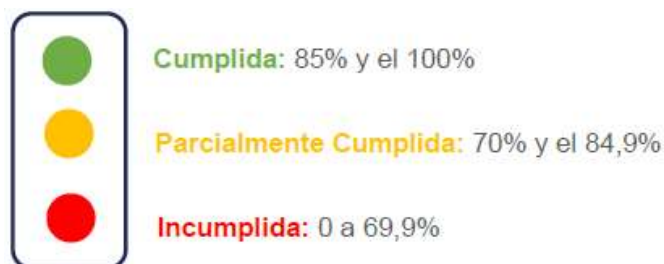 Cumplida: 85% y el 100%
Parcialmente Cumplida: 70% y el 84,9%
Incumplida: 0 a 69,9%